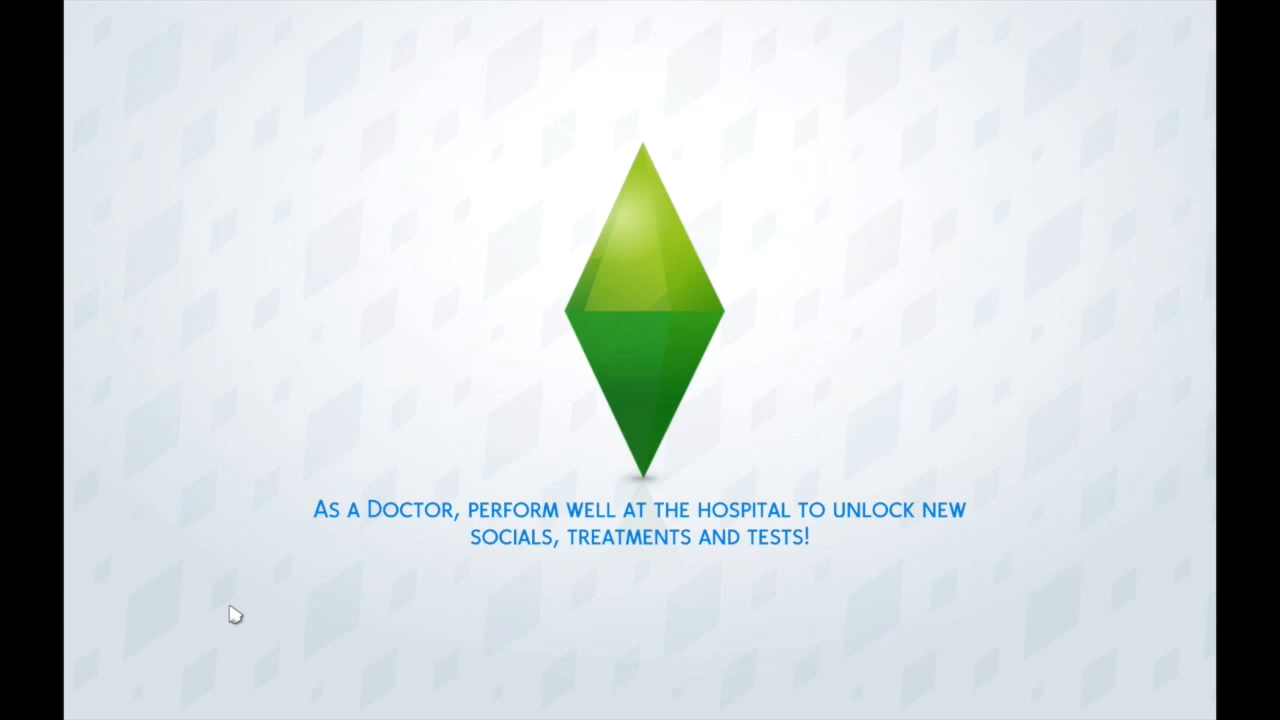 As a Doctor, perform well at the hospital to unlock new
socials, treatments and tests!